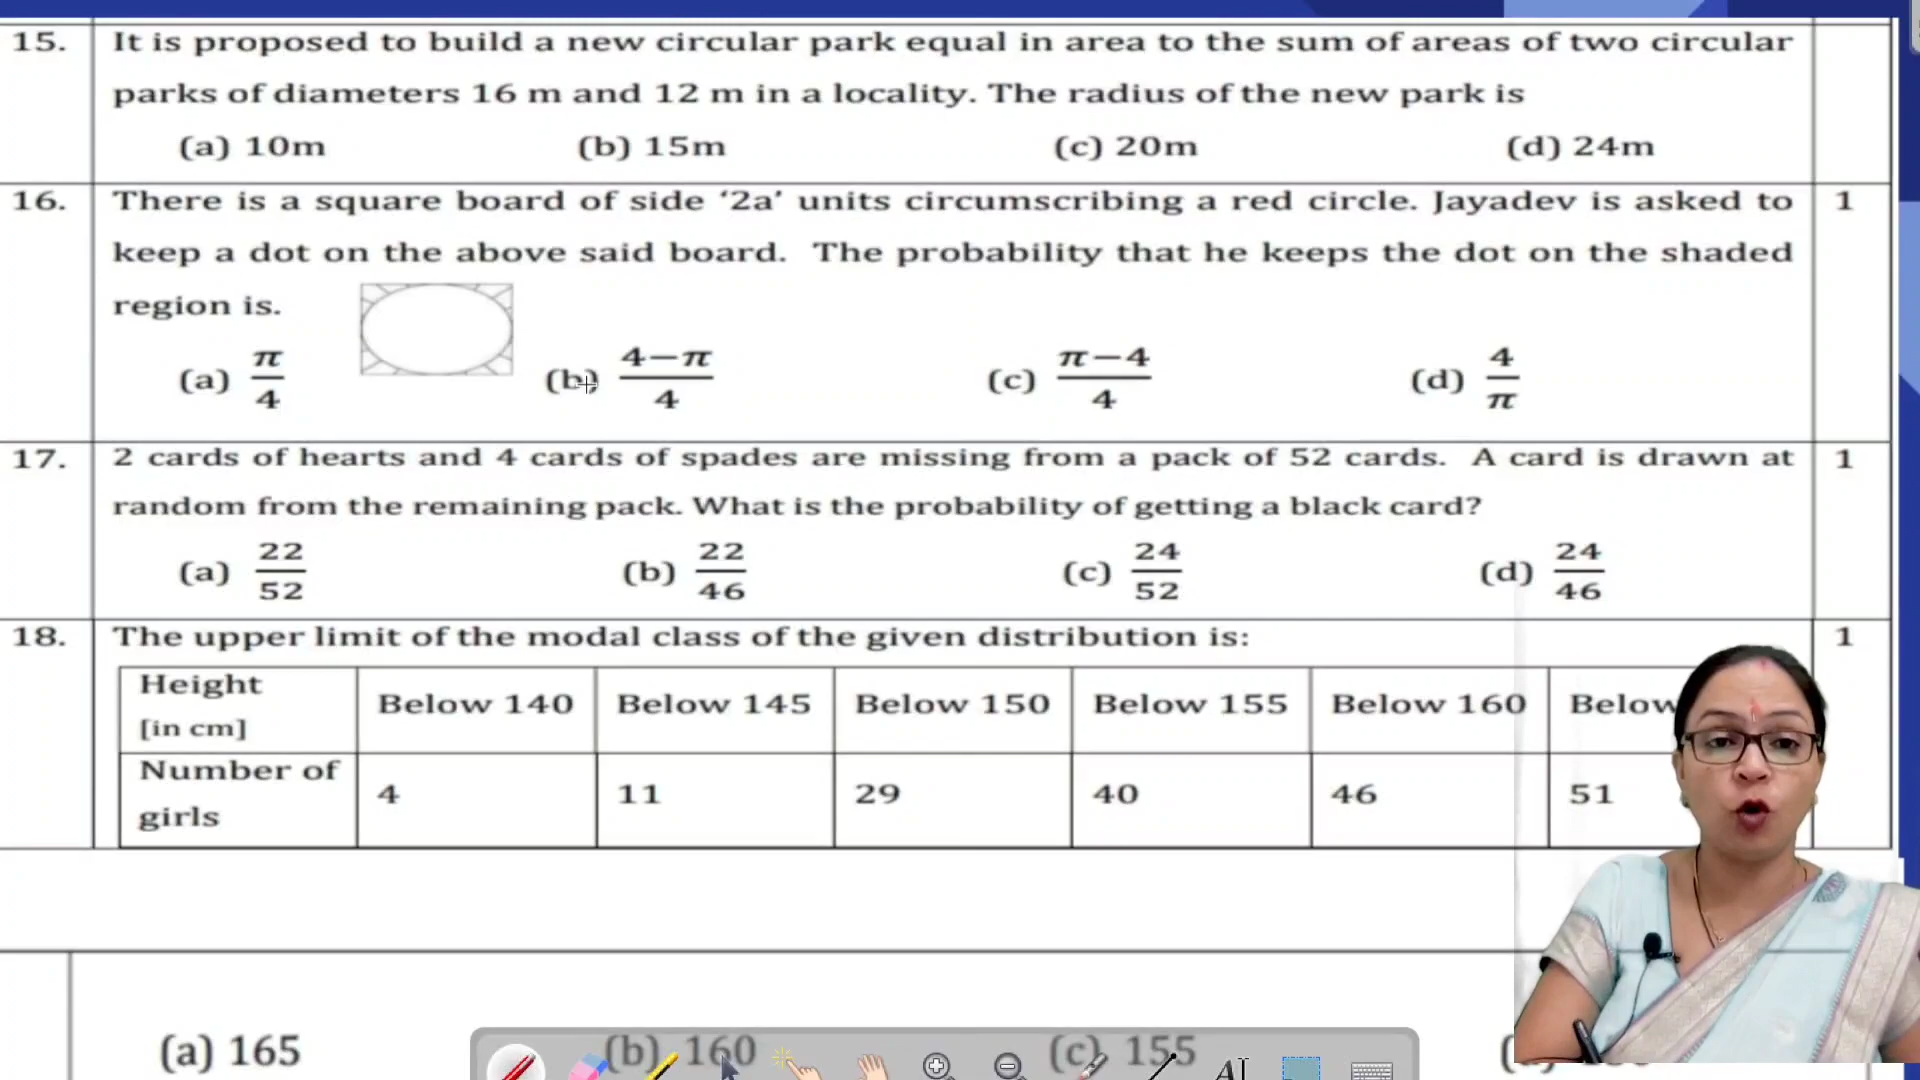 15. It is proposed to build a new circular park equal in area to the sum of areas of two circular
parks of diameters 16 m and 12 m in a locality. The radius of the new park is
(a) 10m (b) 15m (c) 20m (d) 24m
16. There is a square board of side ‘2a’ units circumscribing a red circle. Jayadev is asked to 1
keep a dot on the above said board. The probability that he keeps the dot on the shaded
region is.
(a) π/4 (b) 4−π/4 (c) π−4/4 (d) 4/π
17. 2 cards of hearts and 4 cards of spades are missing from a pack of 52 cards. A card is drawn at 1
random from the remaining pack. What is the probability of getting a black card?
(a) 22/52 (b) 22/46 (c) 24/52 (d) 24/46
18. The upper limit of the modal class of the given distribution is: 1
Height
[in cm] Below 140 Below 145 Below 150 Below 155 Below 160 Below
Number of
girls 4 11 29 40 46 51
(a) 165 (b) 160 (c) 155